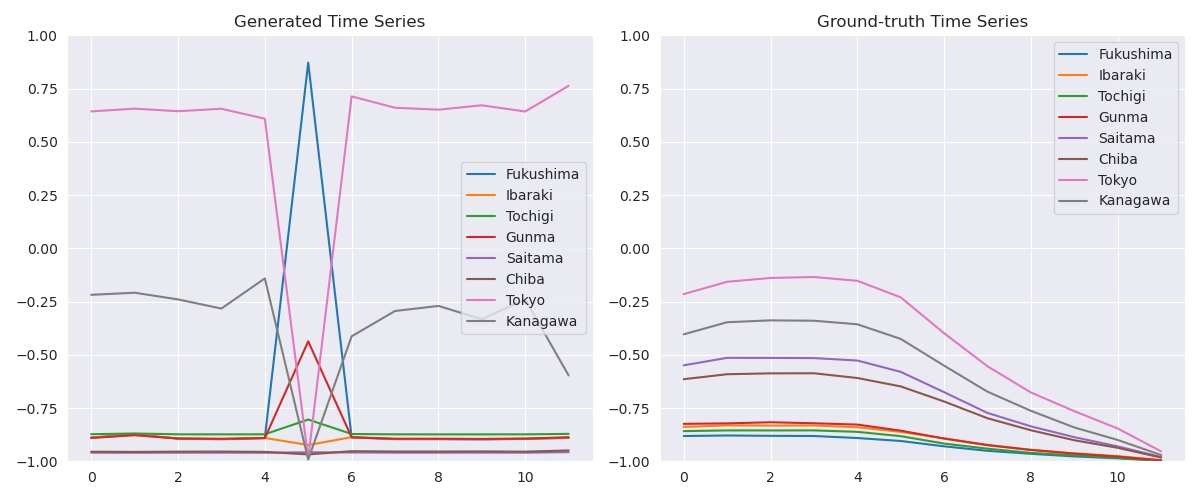 Generated Time Series
1.00
0.75
0.50
0.25
0.00
−0.25
−0.50
−0.75
−1.00
0 2 4 6 8 10
Fukushima
Ibaraki
Tochigi
Gunma
Saitama
Chiba
Tokyo
Kanagawa
Ground-truth Time Series
1.00
0.75
0.50
0.25
0.00
−0.25
−0.50
−0.75
−1.00
0 2 4 6 8 10
Fukushima
Ibaraki
Tochigi
Gunma
Saitama
Chiba
Tokyo
Kanagawa